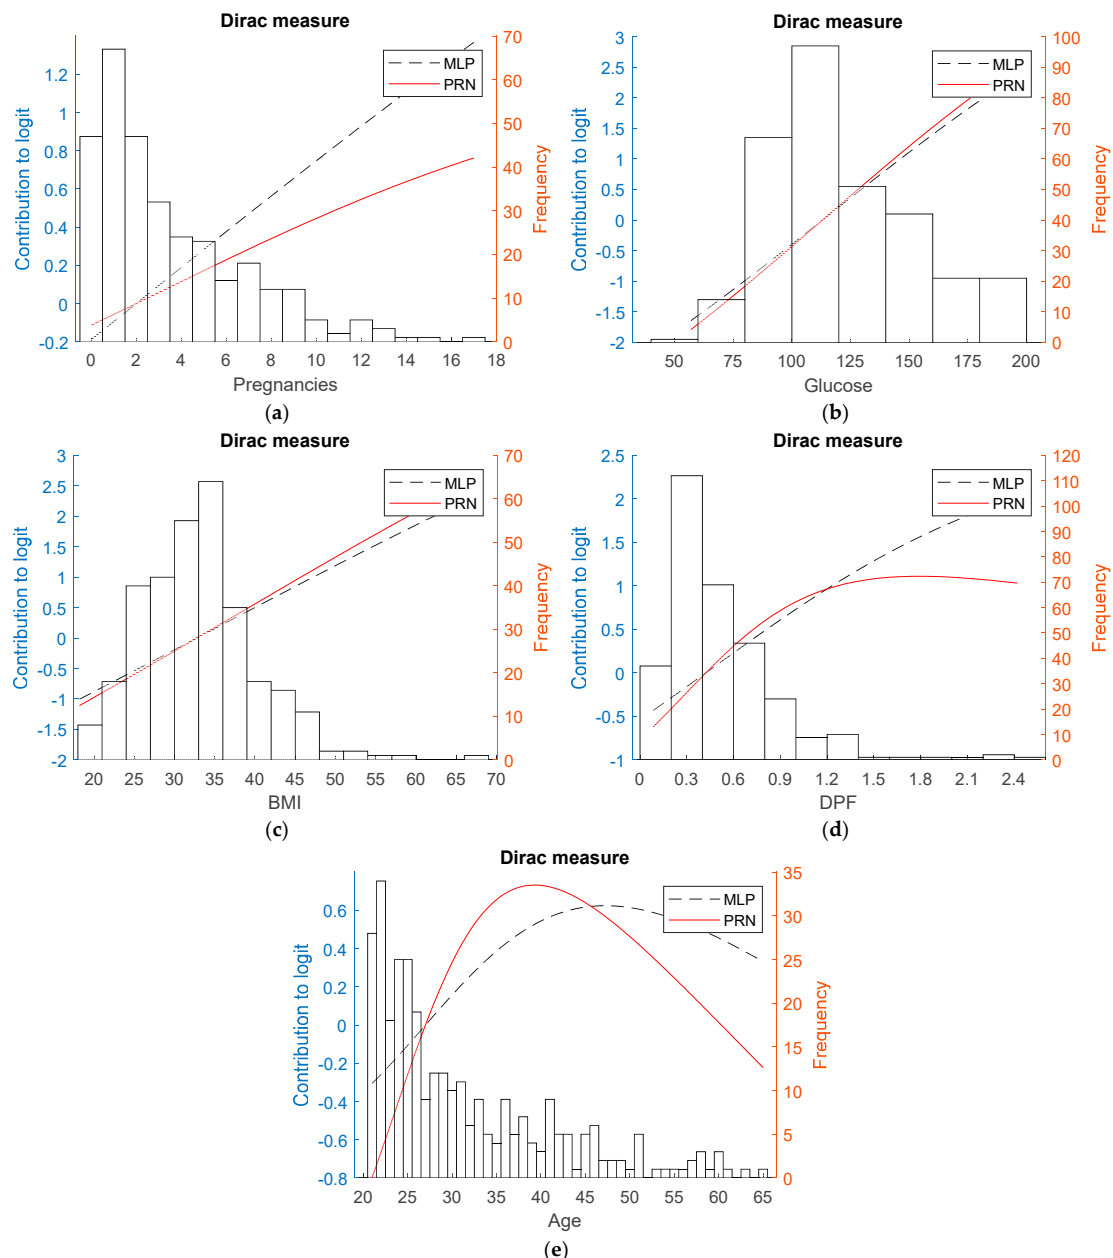 Dirac measure
1.2
1
0.8
0.6
0.4
0.2
0
-0.2
Contribution to logit
MLP
PRN
70
60
50
40
30
20
10
0
Frequency
0 2 4 6 8 10 12 14 16 18
Pregnancies
(a)
Dirac measure
3
2.5
2
1.5
1
0.5
0
-0.5
-1
-1.5
-2
Contribution to logit
MLP
PRN
100
90
80
70
60
50
40
30
20
10
0
Frequency
50 75 100 125 150 175 200
Glucose
(b)
Dirac measure
3
2.5
2
1.5
1
0.5
0
-0.5
-1
-1.5
-2
Contribution to logit
MLP
PRN
70
60
50
40
30
20
10
0
Frequency
20 25 30 35 40 45 50 55 60 65 70
BMI
(c)
Dirac measure
2.5
2
1.5
1
0.5
0
-0.5
-1
Contribution to logit
MLP
PRN
120
110
100
90
80
70
60
50
40
30
20
10
0
Frequency
0 0.3 0.6 0.9 1.2 1.5 1.8 2.1 2.4
DPF
(d)
Dirac measure
0.6
0.4
0.2
0
-0.2
-0.4
-0.6
-0.8
Contribution to logit
MLP
PRN
35
30
25
20
15
10
5
0
Frequency
20 25 30 35 40 45 50 55 60 65
Age
(e)